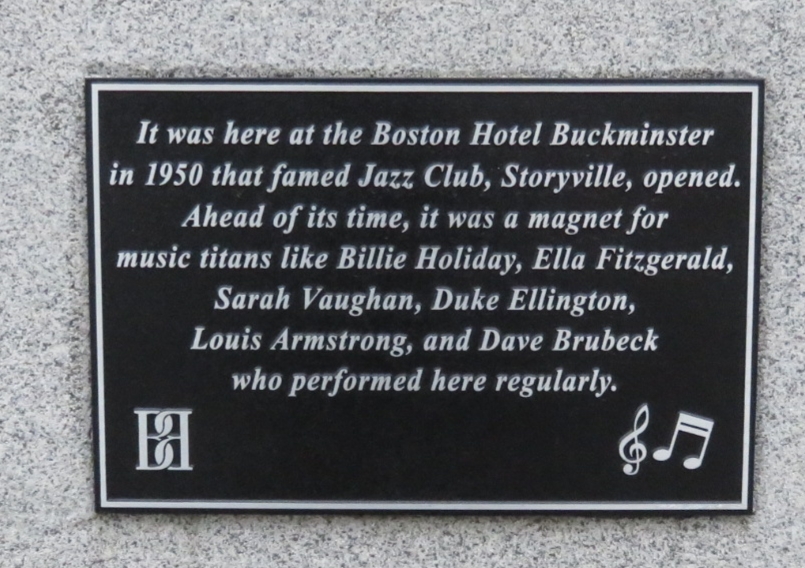 It was here at the Boston Hotel Buckminster
in 1950 that famed Jazz Club, Storyville, opened.
Ahead of its time, it was a magnet for
music titans like Billie Holiday, Ella Fitzgerald,
Sarah Vaughan, Duke Ellington,
Louis Armstrong, and Dave Brubeck
who performed here regularly.